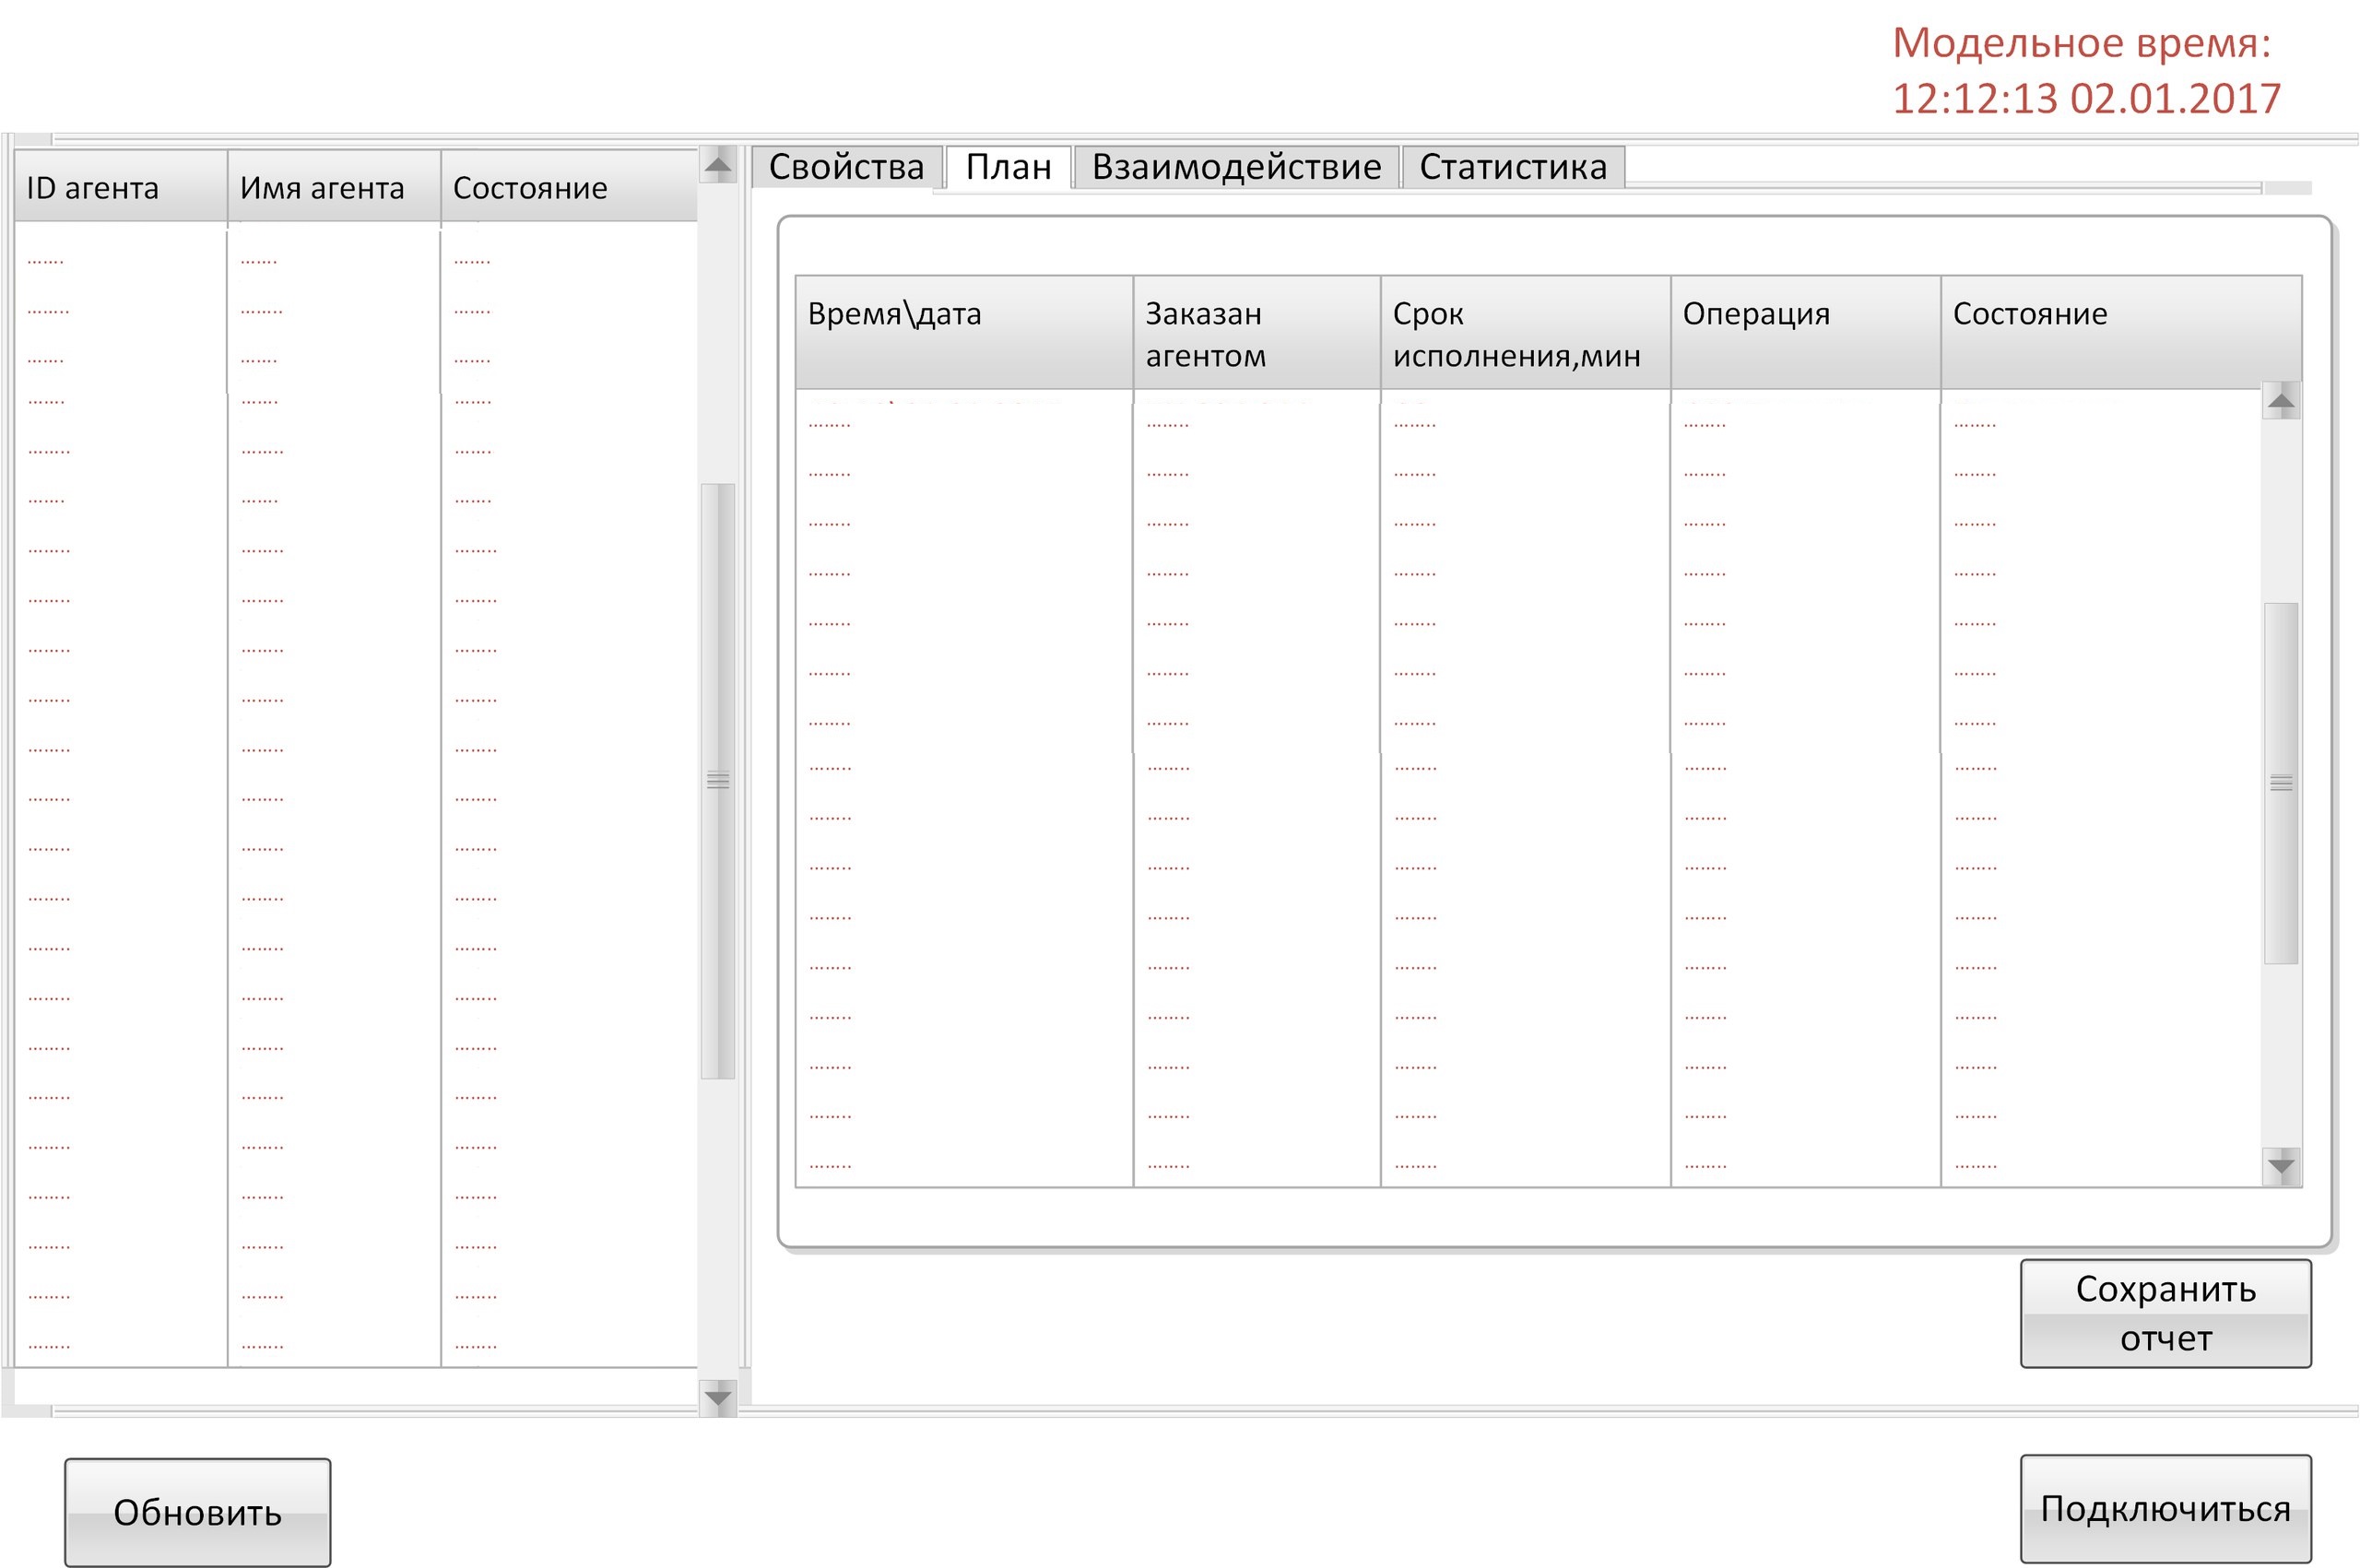 Модельное время:
12:12:13 02.01.2017
ID агента Имя агента Состояние
Свойства План Взаимодействие Статистика
Время\дата Заказан агентом Срок исполнения,мин Операция Состояние
Сохранить
отчет
Обновить
Подключиться